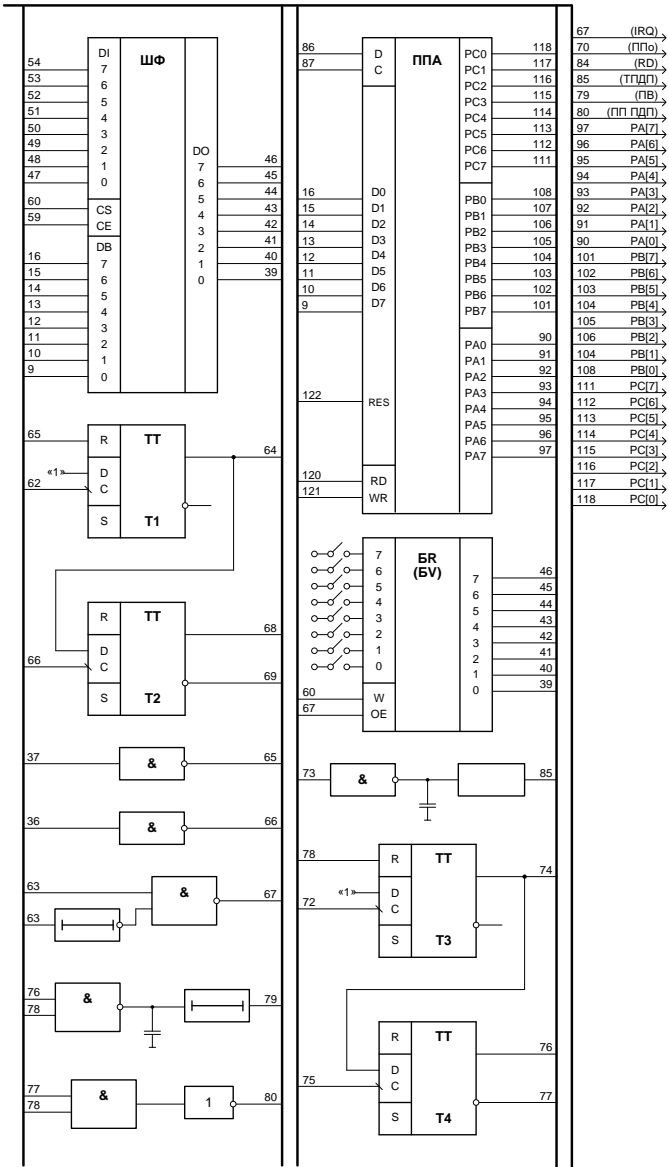 DI ШФ
54 7
53 6
52 5
51 4
50 3
49 2
48 1
47 0
60 CS
59 CE
DB
16 7
15 6
14 5
13 4
12 3
11 2
10 1
9 0
DO
7 46
6 45
5 44
4 43
3 42
2 41
1 40
0 39
65 R ТТ 64
«1» D
62 C
S Т1
R ТТ 68
D
66 C
S Т2 69
37 & 65
36 & 66
63 & 67
63
76 & 79
78
77 & 1 80
78
86 D ППА
87 C
16 D0
15 D1
14 D2
13 D3
12 D4
11 D5
10 D6
9 D7
122 RES
120 RD
121 WR
PC0 118
PC1 117
PC2 116
PC3 115
PC4 114
PC5 113
PC6 112
PC7 111
PB0 108
PB1 107
PB2 106
PB3 105
PB4 104
PB5 103
PB6 102
PB7 101
PA0 90
PA1 91
PA2 92
PA3 93
PA4 94
PA5 95
PA6 96
PA7 97
БR
(БV)
7
6
5
4
3
2
1
0
60 W
67 OE
7 46
6 45
5 44
4 43
3 42
2 41
1 40
0 39
73 & 85
78 R ТТ 74
«1» D
72 C
S Т3
R ТТ 76
D
75 C
S Т4 77
67 (IRQ)
70 (ППо)
84 (RD)
85 (ТПДП)
79 (ПВ)
80 (ПП ПДП)
97 PA[7]
96 PA[6]
95 PA[5]
94 PA[4]
93 PA[3]
92 PA[2]
91 PA[1]
90 PA[0]
101 PB[7]
102 PB[6]
103 PB[5]
104 PB[4]
105 PB[3]
106 PB[2]
104 PB[1]
108 PB[0]
111 PC[7]
112 PC[6]
113 PC[5]
114 PC[4]
115 PC[3]
116 PC[2]
117 PC[1]
118 PC[0]